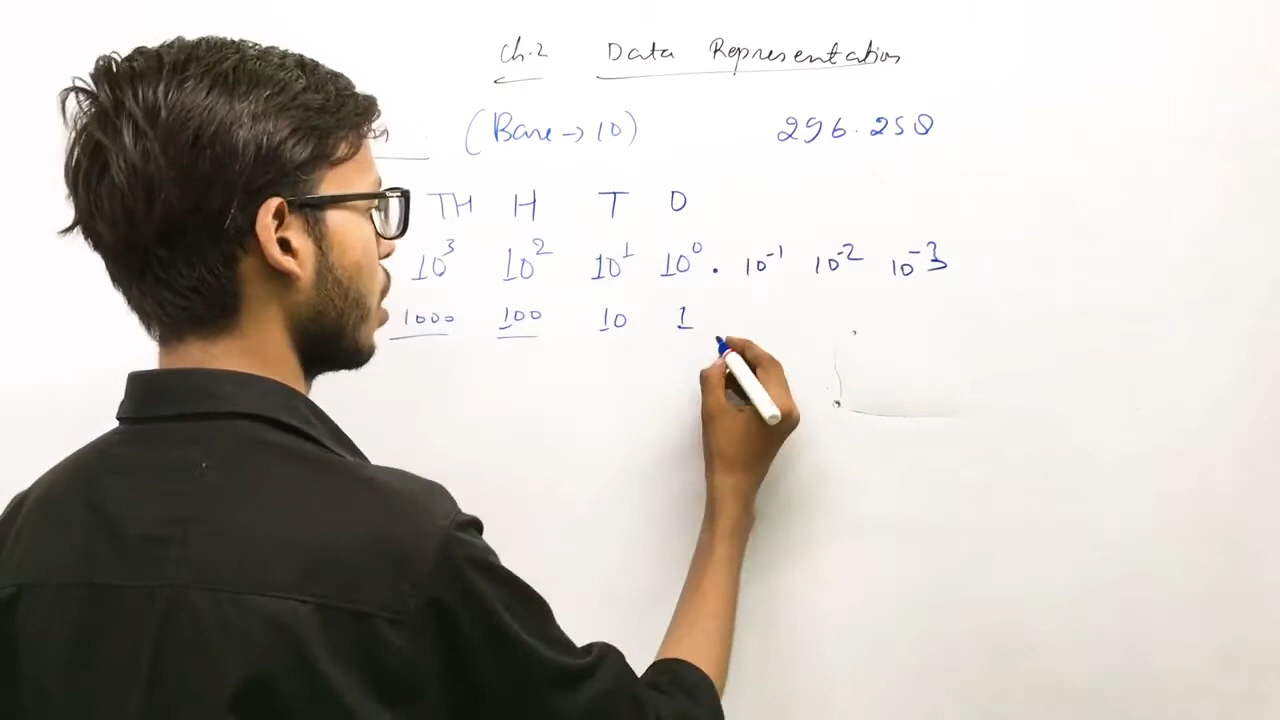 Ch.2 Data Representation
(Base → 10) 296.258
TH H T O
10³ 10² 10¹ 10⁰ . 10⁻¹ 10⁻² 10⁻³
1000 100 10 1